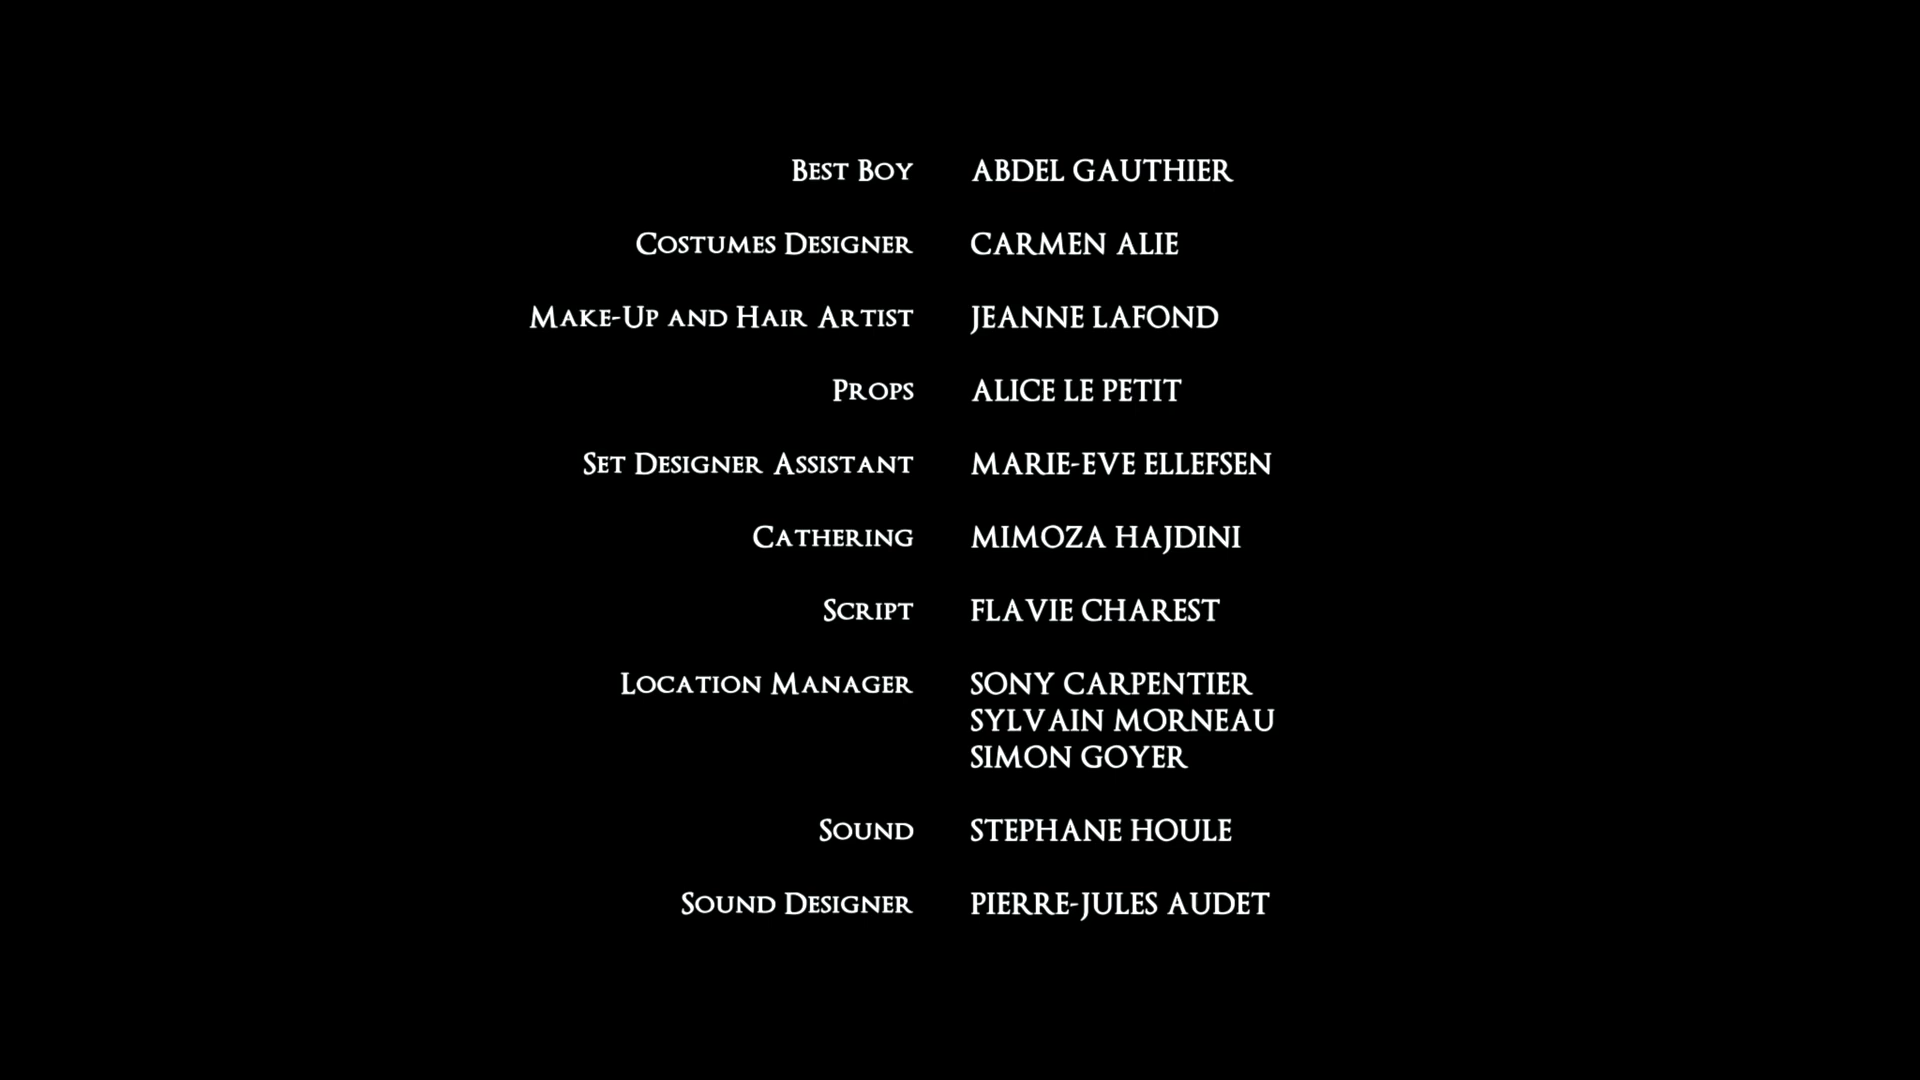 Best Boy ABDEL GAUTHIER
Costumes Designer CARMEN ALIE
Make-Up and Hair Artist JEANNE LAFOND
Props ALICE LE PETIT
Set Designer Assistant MARIE-EVE ELLEFSEN
Cathering MIMOZA HAJDINI
Script FLAVIE CHAREST
Location Manager SONY CARPENTIER
SYLVAIN MORNEAU
SIMON GOYER
Sound STEPHANE HOULE
Sound Designer PIERRE-JULES AUDET